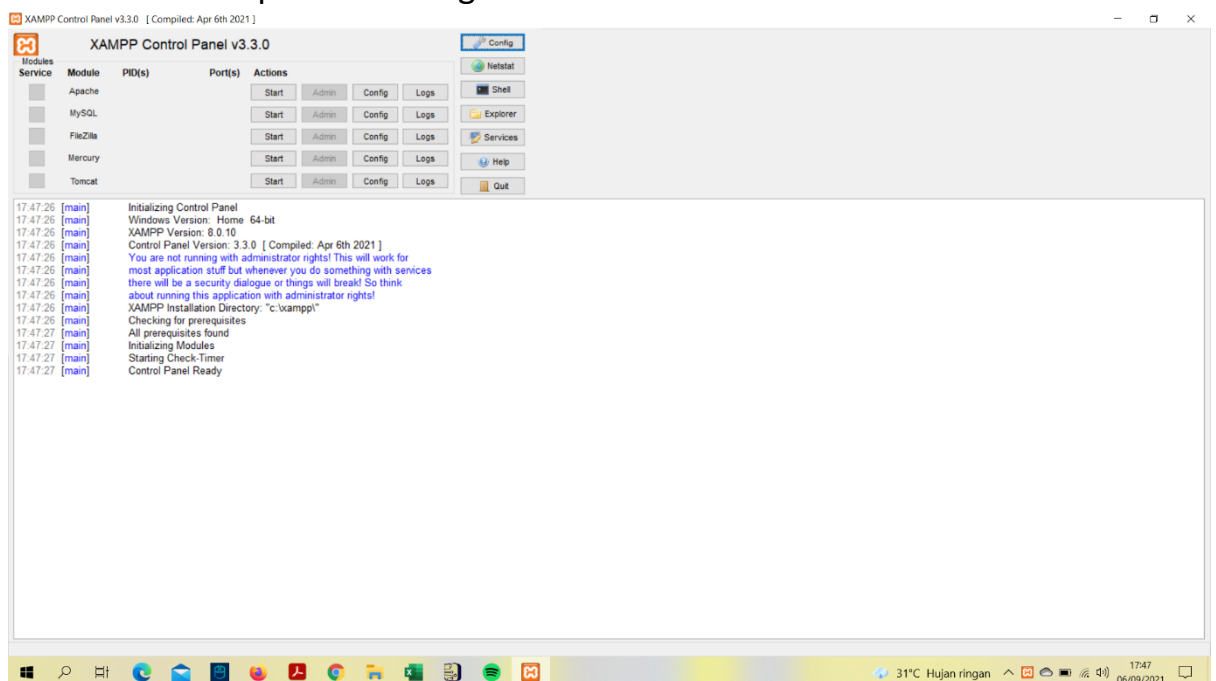 XAMPP Control Panel v3.3.0 [ Compiled: Apr 6th 2021 ]
XAMPP Control Panel v3.3.0
Config
Modules
Service Module PID(s) Port(s) Actions
Netstat
Apache Start Admin Config Logs
Shell
MySQL Start Admin Config Logs
Explorer
FileZilla Start Admin Config Logs
Services
Mercury Start Admin Config Logs
Help
Tomcat Start Admin Config Logs
Quit
17:47:26 [main] Initializing Control Panel
17:47:26 [main] Windows Version: Home 64-bit
17:47:26 [main] XAMPP Version: 8.0.10
17:47:26 [main] Control Panel Version: 3.3.0 [ Compiled: Apr 6th 2021 ]
17:47:26 [main] You are not running with administrator rights! This will work for
17:47:26 [main] most application stuff but whenever you do something with services
17:47:26 [main] there will be a security dialogue or things will break! So think
17:47:26 [main] about running this application with administrator rights!
17:47:26 [main] XAMPP Installation Directory: "c:\xampp\"
17:47:26 [main] Checking for prerequisites
17:47:27 [main] All prerequisites found
17:47:27 [main] Initializing Modules
17:47:27 [main] Starting Check-Timer
17:47:27 [main] Control Panel Ready
31°C Hujan ringan
17:47
06/09/2021